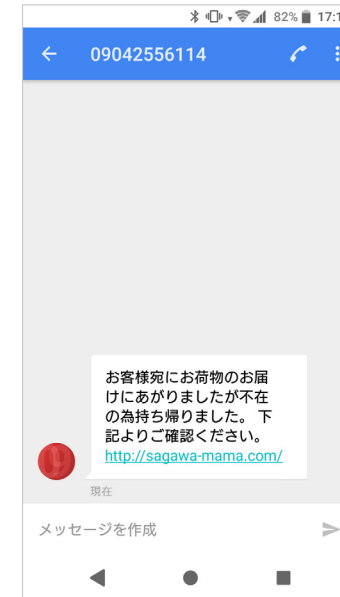 82% 17:1
09042556114
お客様宛にお荷物のお届
けにあがりましたが不在
の為持ち帰りました。下
記よりご確認ください。
http://sagawa-mama.com/
現在
メッセージを作成